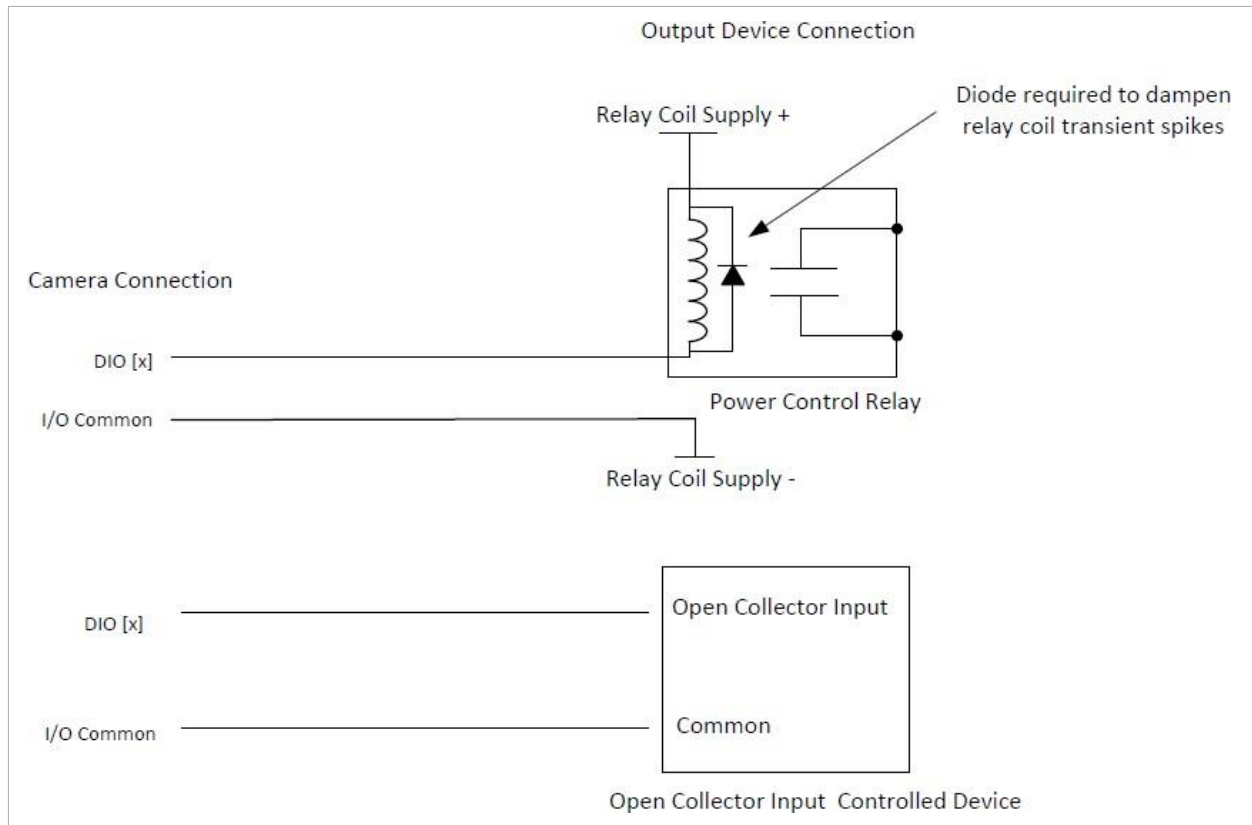 Output Device Connection
Relay Coil Supply +
Diode required to dampen
relay coil transient spikes
Camera Connection
DIO [x]
Power Control Relay
I/O Common
Relay Coil Supply -
Open Collector Input
DIO [x]
Common
I/O Common
Open Collector Input Controlled Device